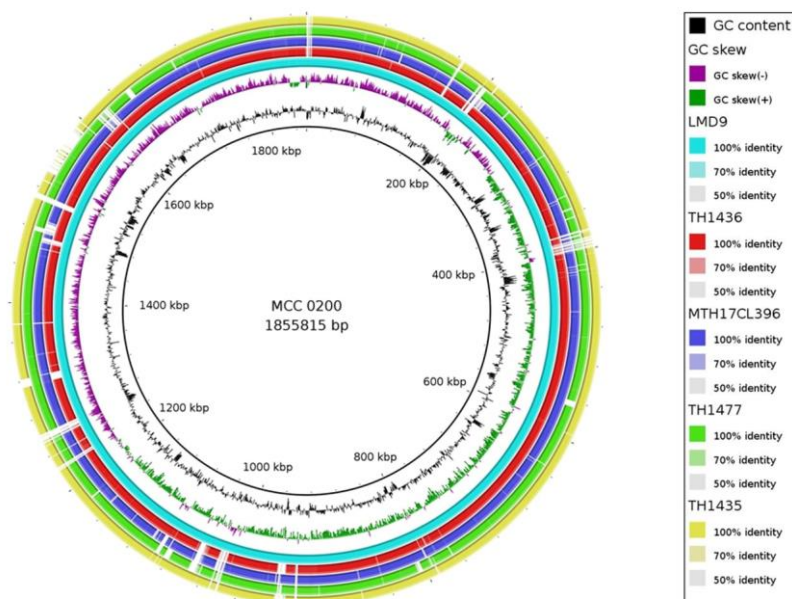 1800 kbp
200 kbp
400 kbp
600 kbp
800 kbp
1000 kbp
1200 kbp
1400 kbp
1600 kbp
MCC 0200
1855815 bp
GC content
GC skew
GC skew(-)
GC skew(+)
LMD9
100% identity
70% identity
50% identity
TH1436
100% identity
70% identity
50% identity
MTH17CL396
100% identity
70% identity
50% identity
TH1477
100% identity
70% identity
50% identity
TH1435
100% identity
70% identity
50% identity